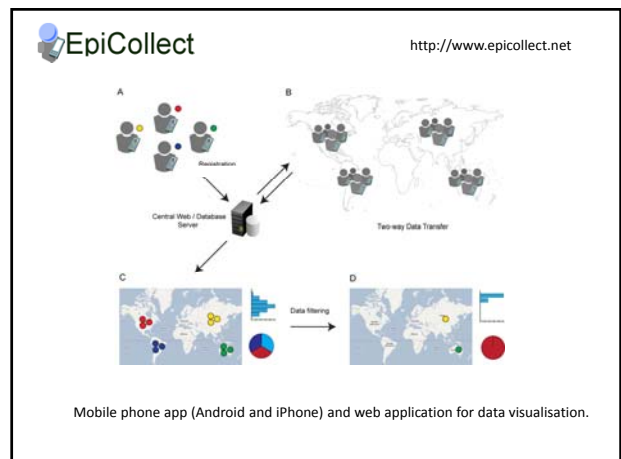 EpiCollect
http://www.epicollect.net
A
B
Registration
Central Web / Database
Server
Two-way Data Transfer
C
D
Data filtering
Mobile phone app (Android and iPhone) and web application for data visualisation.